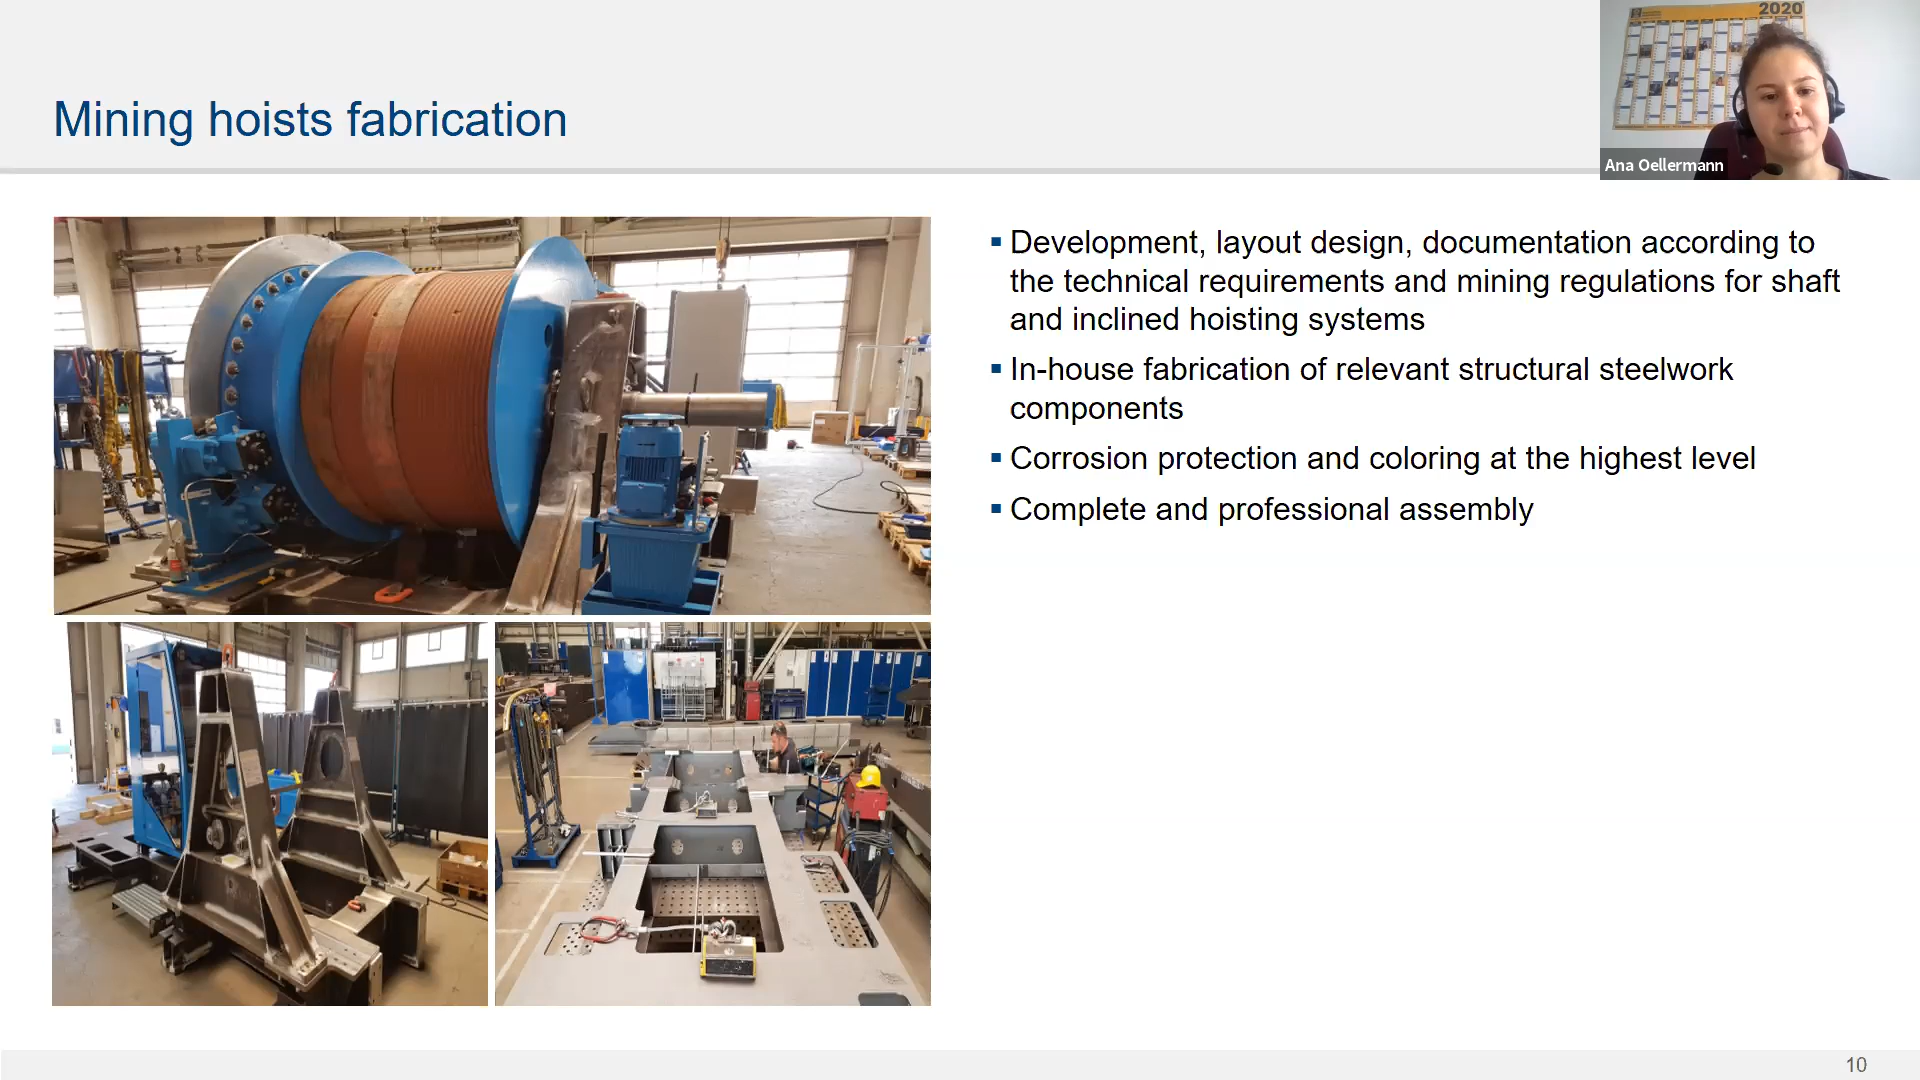 2020
Mining hoists fabrication
Ana Oellermann
▪ Development, layout design, documentation according to
the technical requirements and mining regulations for shaft
and inclined hoisting systems
▪ In-house fabrication of relevant structural steelwork
components
▪ Corrosion protection and coloring at the highest level
▪ Complete and professional assembly
10